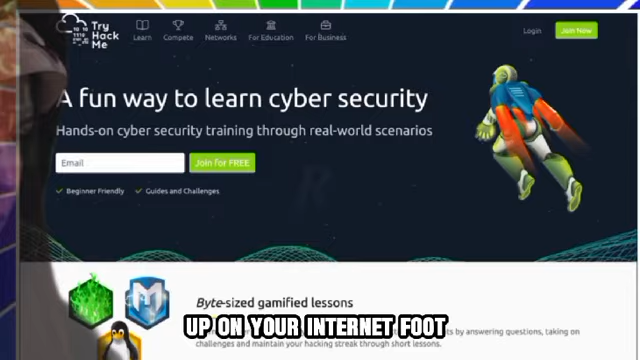 Try
Hack
Me
Learn
Compete
Networks
For Education
For Business
Login
Join Now
A fun way to learn cyber security
Hands-on cyber security training through real-world scenarios
Email
Join for FREE
✓ Beginner Friendly
✓ Guides and Challenges
R
Byte-sized gamified lessons
UP ON YOUR INTERNET FOOT
by answering questions, taking on
challenges and maintain your hacking streak through short lessons.